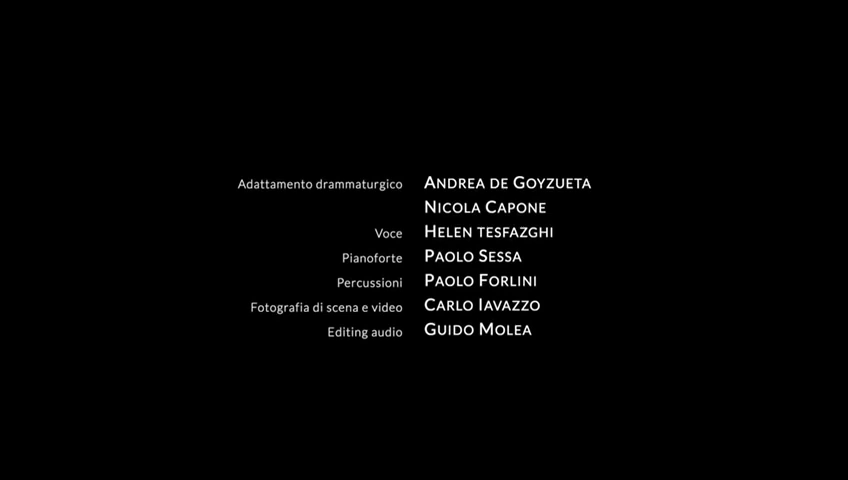 Adattamento drammaturgico ANDREA DE GOYZUETA
NICOLA CAPONE
Voce HELEN TESFAZGHI
Pianoforte PAOLO SESSA
Percussioni PAOLO FORLINI
Fotografia di scena e video CARLO IAVAZZO
Editing audio GUIDO MOLEA